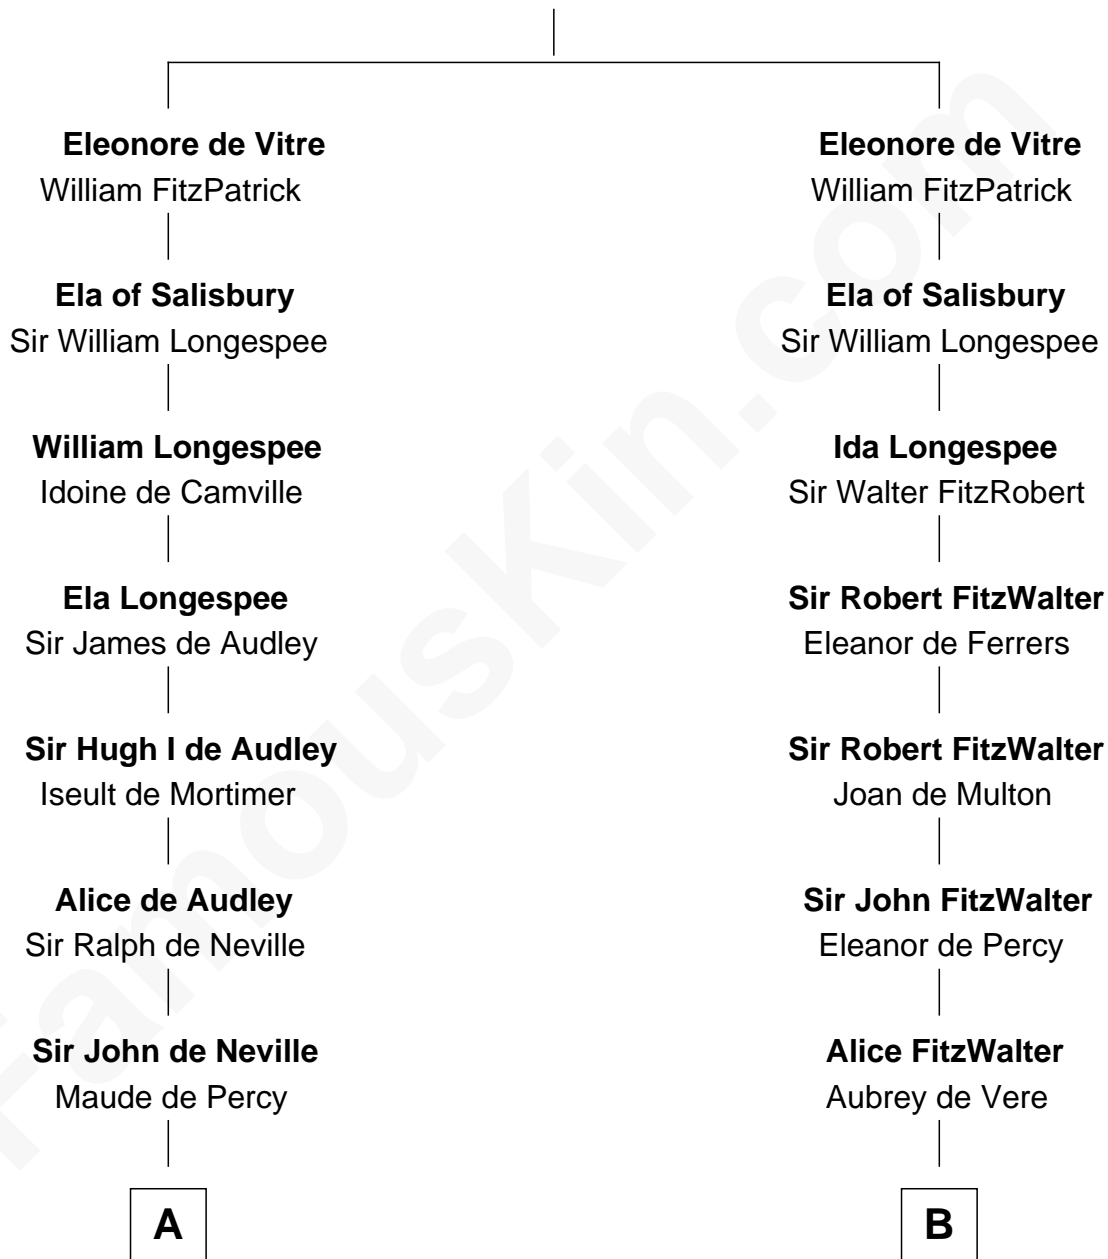 Eleonore de Vitre
William FitzPatrick
Ela of Salisbury
Sir William Longespee
William Longespee
Idoine de Camville
Ela Longespee
Sir James de Audley
Sir Hugh I de Audley
Iseult de Mortimer
Alice de Audley
Sir Ralph de Neville
Sir John de Neville
Maude de Percy
A
Eleonore de Vitre
William FitzPatrick
Ela of Salisbury
Sir William Longespee
Ida Longespee
Sir Walter FitzRobert
Sir Robert FitzWalter
Eleanor de Ferrers
Sir Robert FitzWalter
Joan de Multon
Sir John FitzWalter
Eleanor de Percy
Alice FitzWalter
Aubrey de Vere
B
FamousKin.com